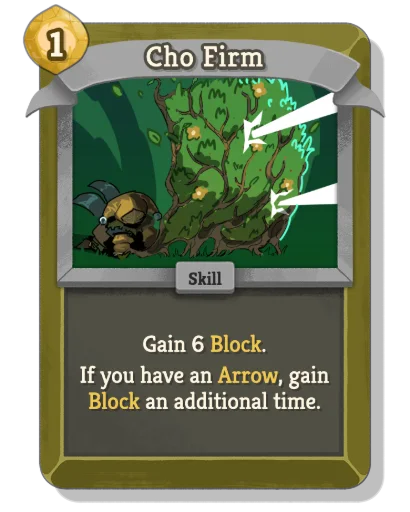 1
Cho Firm
Skill
Gain 6 Block.
If you have an Arrow, gain
Block an additional time.